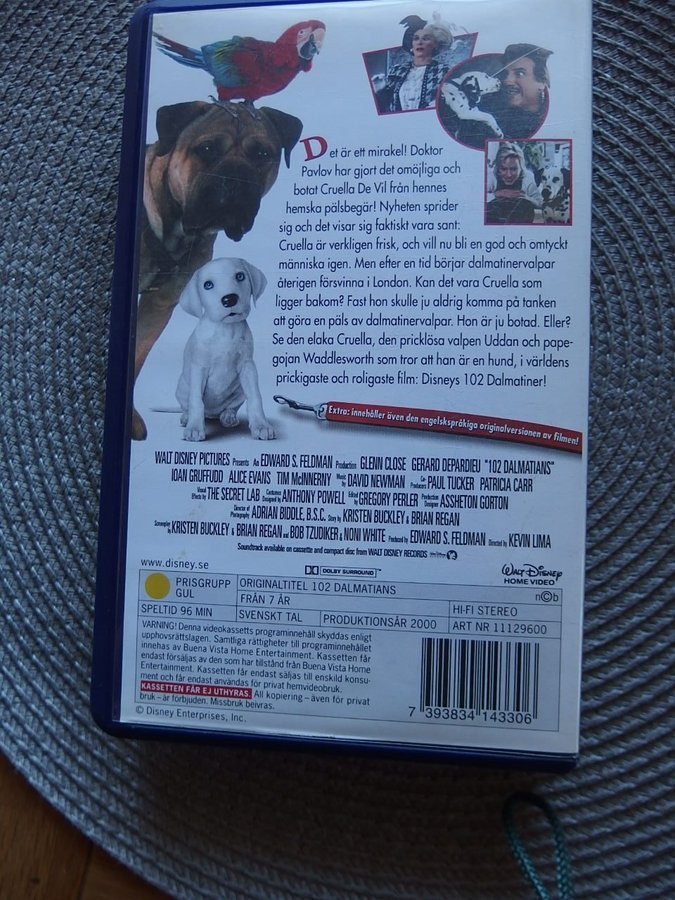 Det är ett mirakel! Doktor
Pavlov har gjort det omöjliga och
botat Cruella De Vil från hennes
hemska pälsbegär! Nyheten sprider
sig och det visar sig faktiskt vara sant:
Cruella är verkligen frisk, och vill nu bli en god och omtyckt
människa igen. Men efter en tid börjar dalmatinervalpar
återigen försvinna i London. Kan det vara Cruella som
ligger bakom? Fast hon skulle ju aldrig komma på tanken
att göra en päls av dalmatinervalpar. Hon är ju botad. Eller?
Se den elaka Cruella, den pricklösa valpen Uddan och pape-
gojan Waddlesworth som tror att han är en hund, i världens
prickigaste och roligaste film: Disneys 102 Dalmatiner!
Extra: innehåller även den engelskspråkiga originalversionen av filmen!
WALT DISNEY PICTURES Presents An EDWARD S. FELDMAN Production GLENN CLOSE GERARD DEPARDIEU "102 DALMATIANS"
IOAN GRUFFUDD ALICE EVANS TIM McINNERNY Music by DAVID NEWMAN Co-Producers PAUL TUCKER PATRICIA CARR
Visual Effects by THE SECRET LAB Costumes Designed by ANTHONY POWELL Edited by GREGORY PERLER Production Designer ASSHETON GORTON
Director of Photography ADRIAN BIDDLE, B.S.C. Story by KRISTEN BUCKLEY & BRIAN REGAN
Screenplay by KRISTEN BUCKLEY & BRIAN REGAN and BOB TZUDIKER & NONI WHITE Produced by EDWARD S. FELDMAN Directed by KEVIN LIMA
Soundtrack available on cassette and compact disc from WALT DISNEY RECORDS
www.disney.se
DOLBY SURROUND
WALT DISNEY
HOME VIDEO
PRISGRUPP
GUL
ORIGINALTITEL 102 DALMATIANS
n©b
FRÅN 7 ÅR
HI-FI STEREO
SPELTID 96 MIN
SVENSKT TAL
PRODUKTIONSÅR 2000
ART NR 11129600
VARNING! Denna videokassetts programinnehåll skyddas enligt
upphovsrättslagen. Samtliga rättigheter till programinnehållet
innehas av Buena Vista Home Entertainment. Kassetten får
endast försäljas av den som har tillstånd från Buena Vista Home
Entertainment. Kassetten får endast säljas till enskild konsu-
ment och får endast användas för privat hemvideobruk.
KASSETTEN FÅR EJ UTHYRAS. All kopiering – även för privat
bruk – är förbjuden. Missbruk beivras.
© Disney Enterprises, Inc.
7 393834 143306